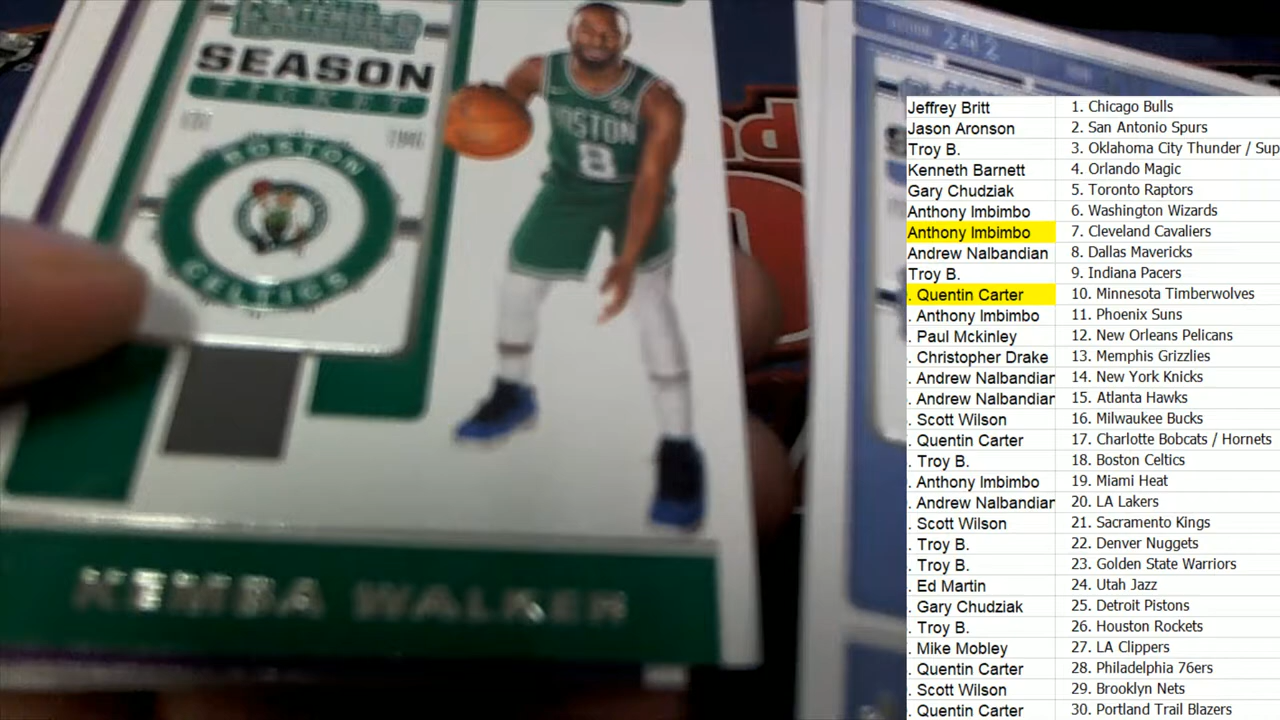 SEASON
TICKET
BOSTON
CELTICS
BOSTON
8
KEMBA WALKER
242
Jeffrey Britt 1. Chicago Bulls
Jason Aronson 2. San Antonio Spurs
Troy B. 3. Oklahoma City Thunder / Sup
Kenneth Barnett 4. Orlando Magic
Gary Chudziak 5. Toronto Raptors
Anthony Imbimbo 6. Washington Wizards
Anthony Imbimbo 7. Cleveland Cavaliers
Andrew Nalbandian 8. Dallas Mavericks
Troy B. 9. Indiana Pacers
. Quentin Carter 10. Minnesota Timberwolves
. Anthony Imbimbo 11. Phoenix Suns
. Paul Mckinley 12. New Orleans Pelicans
. Christopher Drake 13. Memphis Grizzlies
. Andrew Nalbandian 14. New York Knicks
. Andrew Nalbandian 15. Atlanta Hawks
. Scott Wilson 16. Milwaukee Bucks
. Quentin Carter 17. Charlotte Bobcats / Hornets
. Troy B. 18. Boston Celtics
. Anthony Imbimbo 19. Miami Heat
. Andrew Nalbandian 20. LA Lakers
. Scott Wilson 21. Sacramento Kings
. Troy B. 22. Denver Nuggets
. Troy B. 23. Golden State Warriors
. Ed Martin 24. Utah Jazz
. Gary Chudziak 25. Detroit Pistons
. Troy B. 26. Houston Rockets
. Mike Mobley 27. LA Clippers
. Quentin Carter 28. Philadelphia 76ers
. Scott Wilson 29. Brooklyn Nets
. Quentin Carter 30. Portland Trail Blazers